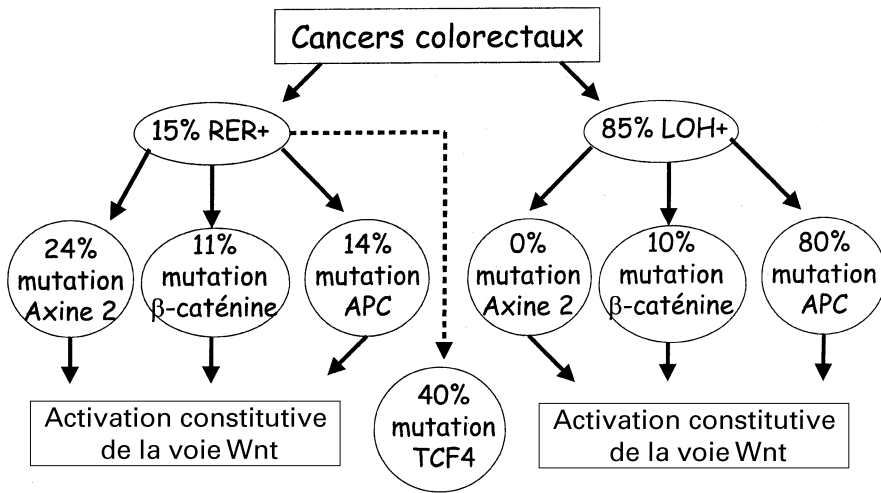 Cancers colorectaux
15% RER+
85% LOH+
24%
mutation
Axine 2
11%
mutation
β-caténine
14%
mutation
APC
0%
mutation
Axine 2
10%
mutation
β-caténine
80%
mutation
APC
Activation constitutive
de la voie Wnt
40%
mutation
TCF4
Activation constitutive
de la voie Wnt